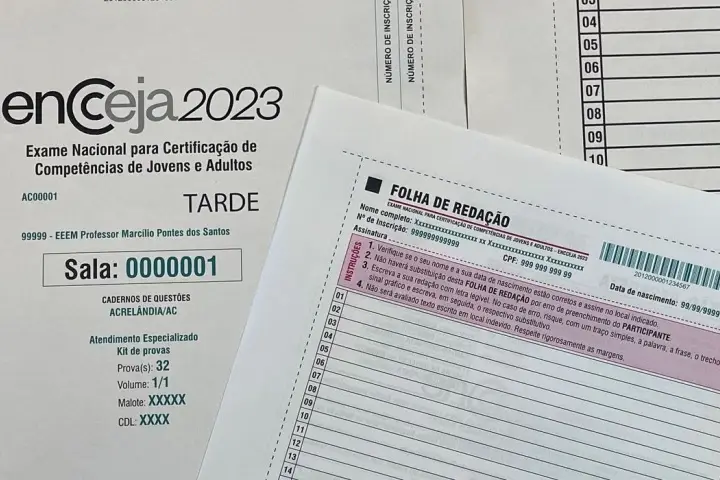 NÚMERO DE INSCRIÇ
NÚMERO DE INSCRIÇ
encceja 2023
Exame Nacional para Certificação de
Competências de Jovens e Adultos
AC00001
TARDE
99999 - EEEM Professor Marcílio Pontes dos Santos
Sala: 0000001
CADERNOS DE QUESTÕES
ACRELÂNDIA/AC
Atendimento Especializado
Kit de provas
Prova(s): 32
Volume: 1/1
Malote: XXXXX
CDL: XXXX
04
05
06
07
08
09
10
FOLHA DE REDAÇÃO
EXAME NACIONAL PARA CERTIFICAÇÃO DE COMPETÊNCIAS DE JOVENS E ADULTOS - ENCCEJA 2023
Nome completo:
Nº de Inscrição: 999999999999
CPF: 999 999 999 99
Assinatura
2012000001234567
Data de nascimento: 99/99/9999
INSTRUÇÕES
1. Verifique se o seu nome e a sua data de nascimento estão corretos e assine no local indicado.
2. Não haverá substituição desta FOLHA DE REDAÇÃO por erro de preenchimento do PARTICIPANTE
3. Escreva a sua redação com letra legível. No caso de erro, risque, com um traço simples, a palavra, a frase, o trecho
sinal gráfico e escreva, em seguida, o respectivo substitutivo.
4. Não será avaliado texto escrito em local indevido. Respeite rigorosamente as margens.
01
02
03
04
05
06
07
08
09
10
11
12
13
14